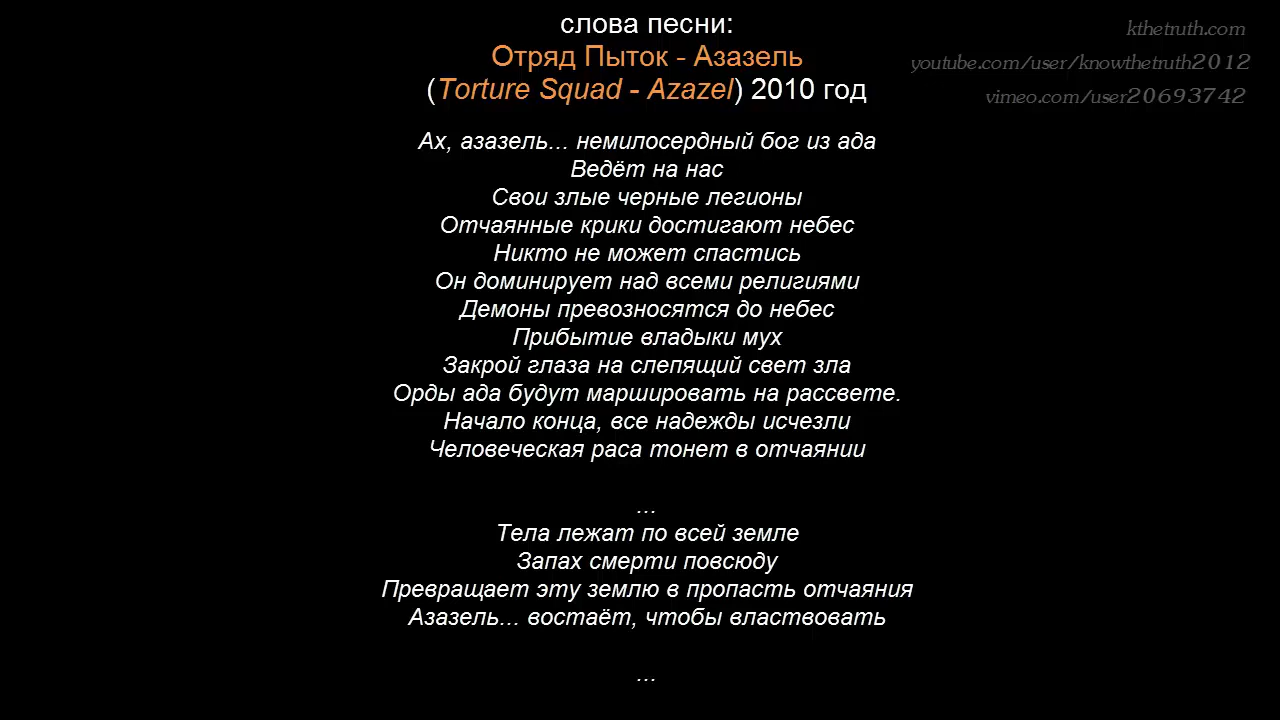 слова песни:
Отряд Пыток - Азазель
(Torture Squad - Azazel) 2010 год
kthetruth.com
youtube.com/user/knowthetruth2012
vimeo.com/user20693742
Ах, азазель... немилосердный бог из ада
Ведёт на нас
Свои злые черные легионы
Отчаянные крики достигают небес
Никто не может спастись
Он доминирует над всеми религиями
Демоны превозносятся до небес
Прибытие владыки мух
Закрой глаза на слепящий свет зла
Орды ада будут маршировать на рассвете.
Начало конца, все надежды исчезли
Человеческая раса тонет в отчаянии
...
Тела лежат по всей земле
Запах смерти повсюду
Превращает эту землю в пропасть отчаяния
Азазель... востаёт, чтобы властвовать
...